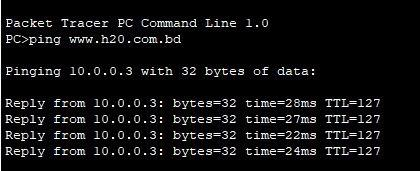 Packet Tracer PC Command Line 1.0
PC>ping www.h20.com.bd
Pinging 10.0.0.3 with 32 bytes of data:
Reply from 10.0.0.3: bytes=32 time=28ms TTL=127
Reply from 10.0.0.3: bytes=32 time=27ms TTL=127
Reply from 10.0.0.3: bytes=32 time=22ms TTL=127
Reply from 10.0.0.3: bytes=32 time=24ms TTL=127